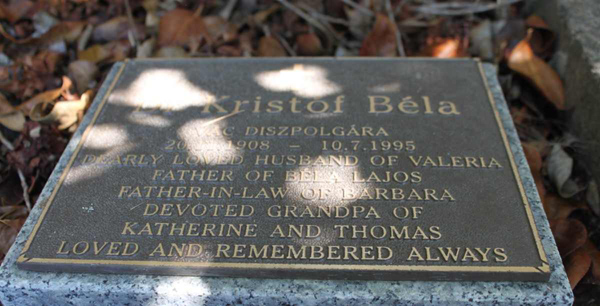 Kristof Béla
VÁC DISZPOLGÁRA
1908 – 10.7.1995
DEARLY LOVED HUSBAND OF VALERIA
FATHER OF BÉLA LAJOS
FATHER-IN-LAW OF BARBARA
DEVOTED GRANDPA OF
KATHERINE AND THOMAS
LOVED AND REMEMBERED ALWAYS